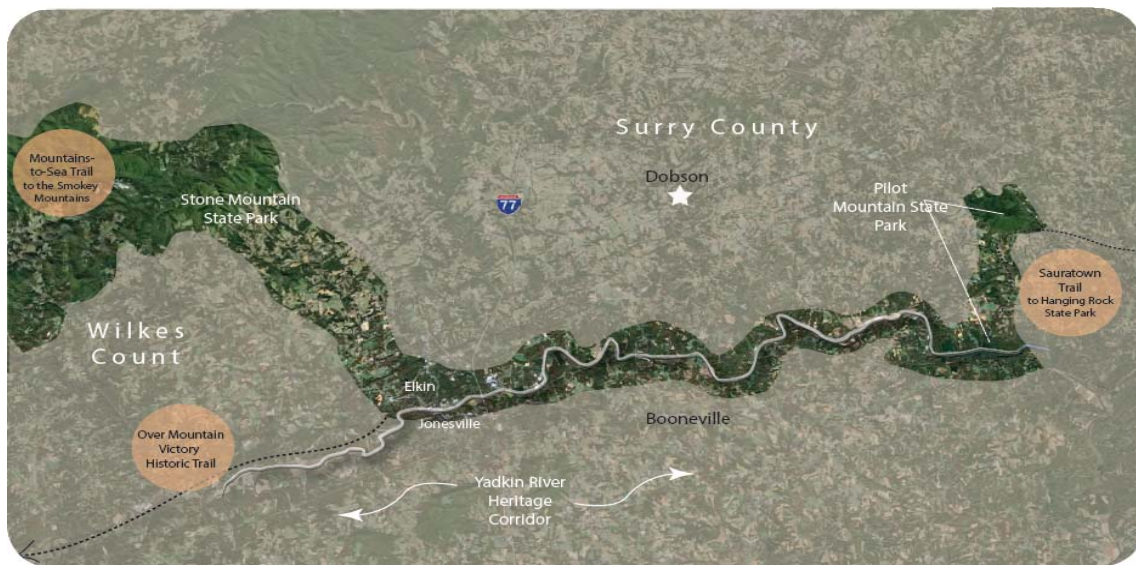 Surry County
Mountains-
to-Sea Trail
to the Smokey
Mountains
Stone Mountain
State Park
77
Dobson
Pilot
Mountain State
Park
Sauratown
Trail
to Hanging Rock
State Park
Wilkes
Count
Elkin
Jonesville
Booneville
Over Mountain
Victory
Historic Trail
Yadkin River
Heritage
Corridor